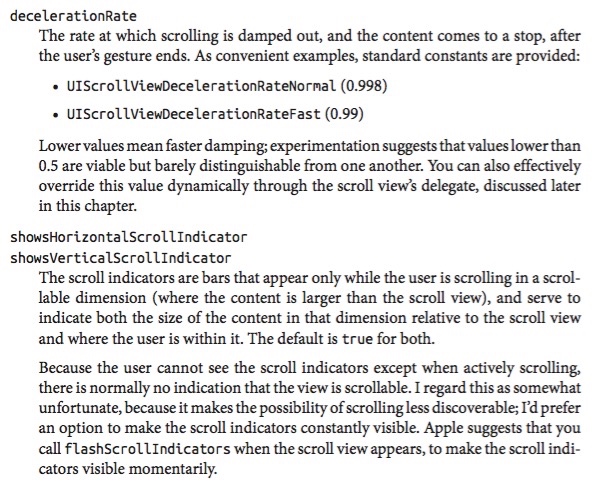 decelerationRate
The rate at which scrolling is damped out, and the content comes to a stop, after
the user’s gesture ends. As convenient examples, standard constants are provided:
• UIScrollViewDecelerationRateNormal (0.998)
• UIScrollViewDecelerationRateFast (0.99)
Lower values mean faster damping; experimentation suggests that values lower than
0.5 are viable but barely distinguishable from one another. You can also effectively
override this value dynamically through the scroll view’s delegate, discussed later
in this chapter.
showsHorizontalScrollIndicator
showsVerticalScrollIndicator
The scroll indicators are bars that appear only while the user is scrolling in a scrol-
lable dimension (where the content is larger than the scroll view), and serve to
indicate both the size of the content in that dimension relative to the scroll view
and where the user is within it. The default is true for both.
Because the user cannot see the scroll indicators except when actively scrolling,
there is normally no indication that the view is scrollable. I regard this as somewhat
unfortunate, because it makes the possibility of scrolling less discoverable; I’d prefer
an option to make the scroll indicators constantly visible. Apple suggests that you
call flashScrollIndicators when the scroll view appears, to make the scroll indi-
cators visible momentarily.